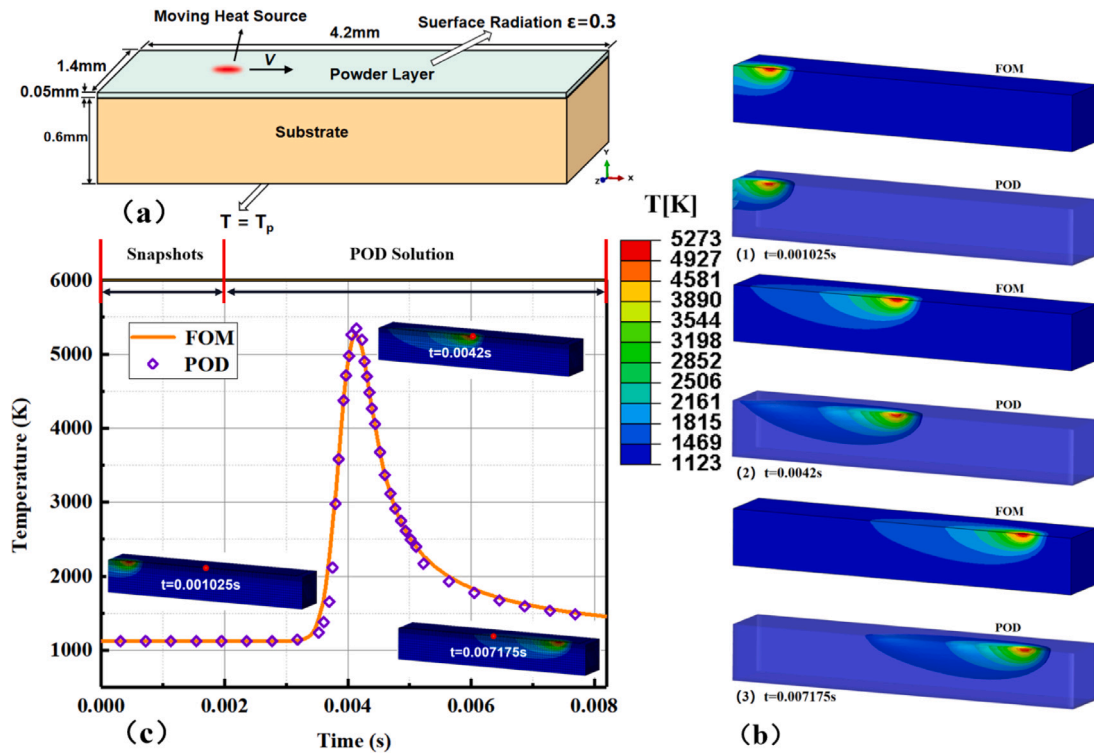 Moving Heat Source
Suerface Radiation ε=0.3
4.2mm
1.4mm
V
Powder Layer
0.05mm
0.6mm
Substrate
Y
Z
X
(a)
T = Tₚ
T[K]
5273
4927
4581
3890
3544
3198
2852
2506
2161
1815
1469
1123
Snapshots
POD Solution
FOM
POD
t=0.0042s
t=0.001025s
t=0.007175s
Temperature (K)
6000
5000
4000
3000
2000
1000
0.000
0.002
0.004
0.006
0.008
(c)
Time (s)
FOM
POD
(1) t=0.001025s
FOM
POD
(2) t=0.0042s
FOM
POD
(3) t=0.007175s
(b)